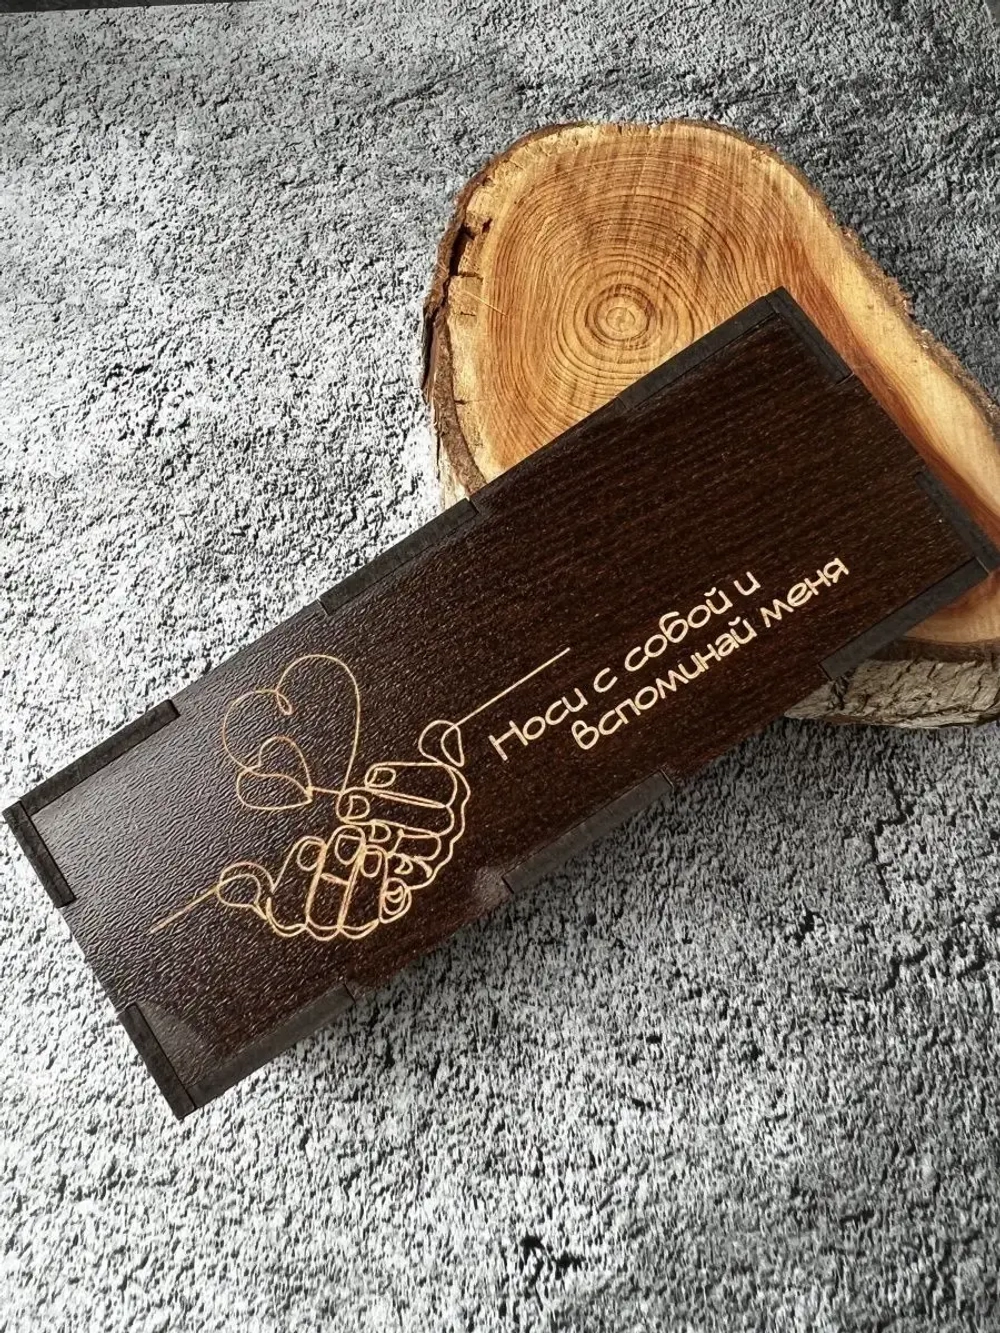 Носи с собой и
вспоминай меня